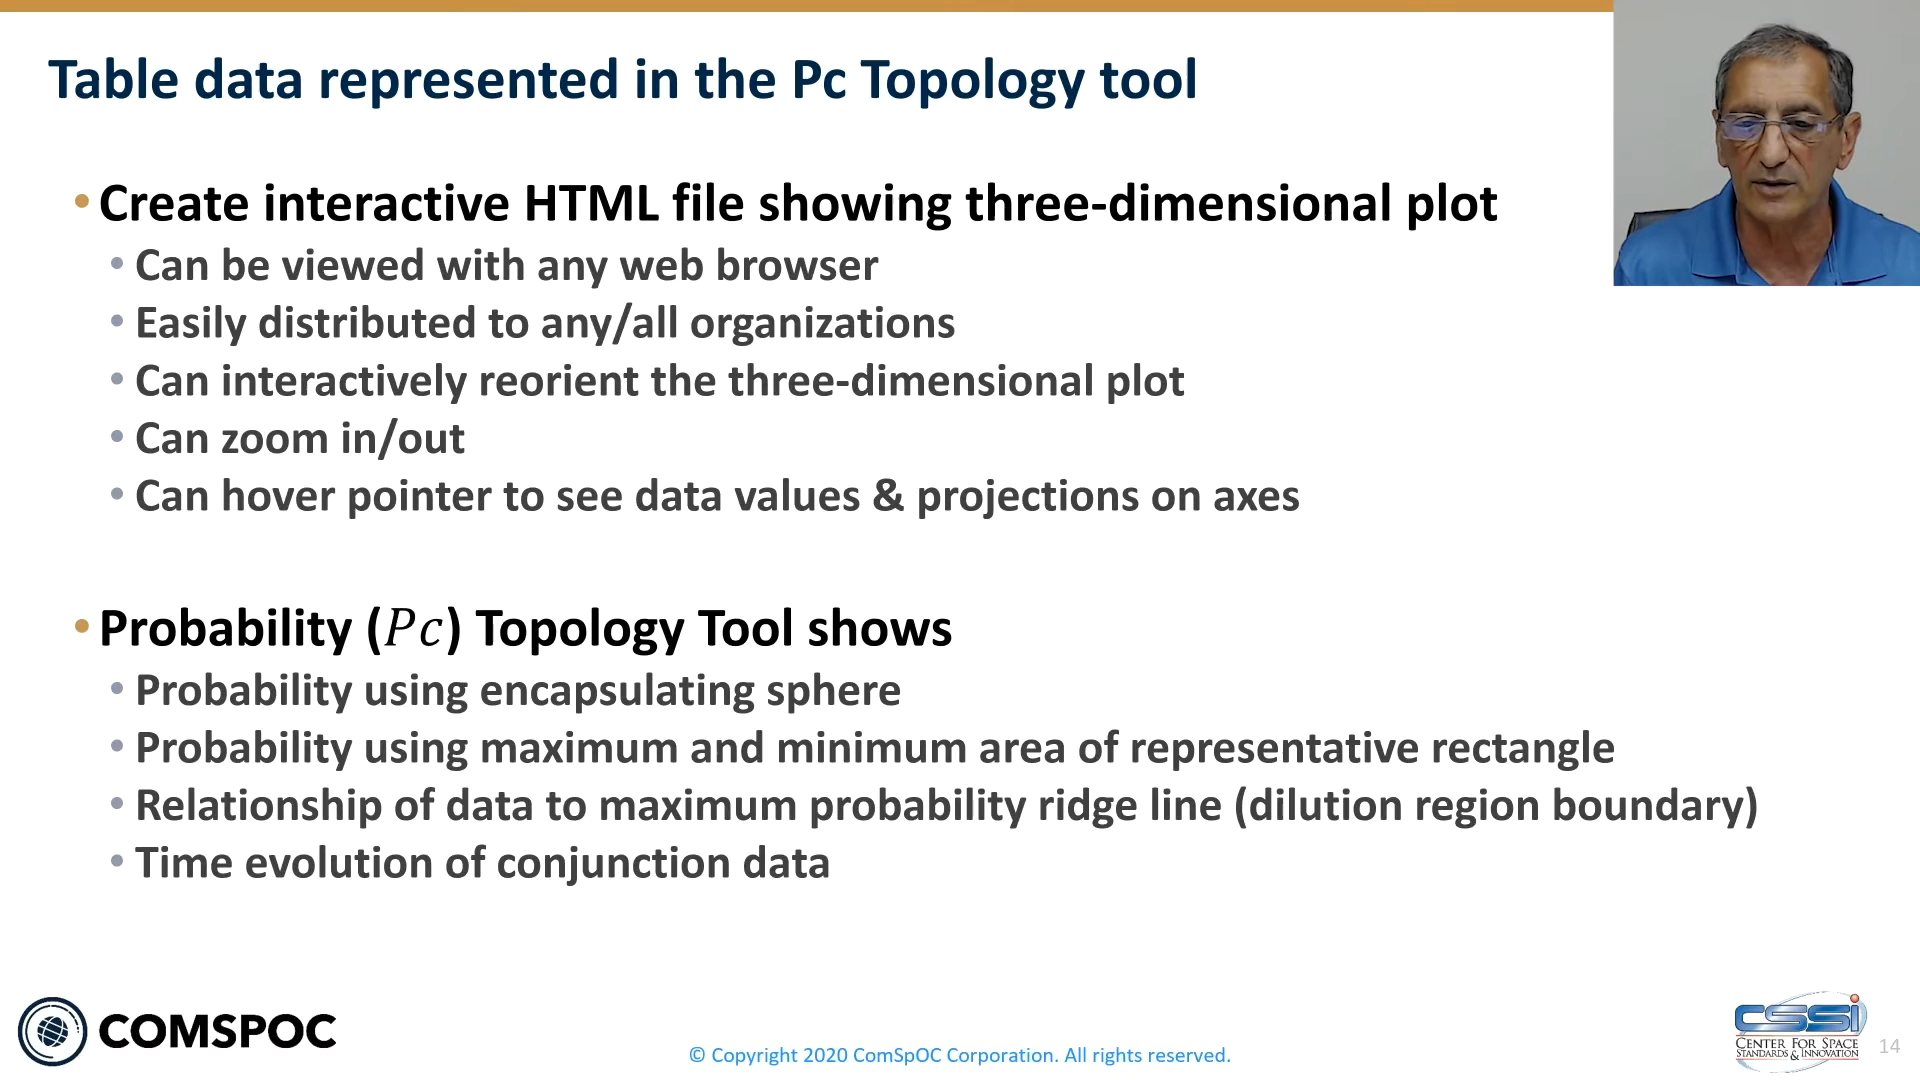 Table data represented in the Pc Topology tool
• Create interactive HTML file showing three-dimensional plot
• Can be viewed with any web browser
• Easily distributed to any/all organizations
• Can interactively reorient the three-dimensional plot
• Can zoom in/out
• Can hover pointer to see data values & projections on axes
• Probability (Pc) Topology Tool shows
• Probability using encapsulating sphere
• Probability using maximum and minimum area of representative rectangle
• Relationship of data to maximum probability ridge line (dilution region boundary)
• Time evolution of conjunction data
COMSPOC
© Copyright 2020 ComSpOC Corporation. All rights reserved.
cssi
CENTER FOR SPACE
STANDARDS & INNOVATION
14